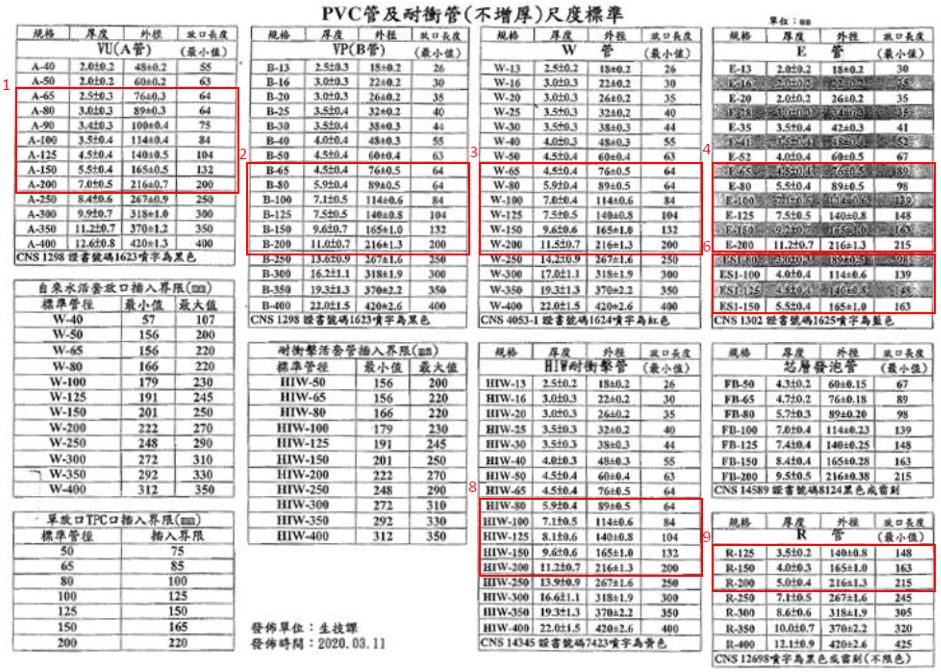 PVC管及耐衝管(不增厚)尺度標準
單位：mm
1
規格 厚度 外徑 放口長度
VU(A管) (最小值)
A-40 2.0±0.2 48±0.2 55
A-50 2.0±0.2 60±0.2 63
A-65 2.5±0.3 76±0.3 64
A-80 3.0±0.3 89±0.3 64
A-90 3.4±0.3 100±0.4 75
A-100 3.5±0.4 114±0.4 84
A-125 4.5±0.4 140±0.5 104
A-150 5.5±0.4 165±0.5 132
A-200 7.0±0.5 216±0.7 200
A-250 8.4±0.6 267±0.9 250
A-300 9.9±0.7 318±1.0 300
A-350 11.2±0.7 370±1.2 350
A-400 12.6±0.8 420±1.3 400
CNS 1298 證書號碼1623噴字為黑色
2
規格 厚度 外徑 放口長度
VP(B管) (最小值)
B-13 2.5±0.3 18±0.2 26
B-16 3.0±0.3 22±0.2 30
B-20 3.0±0.3 26±0.2 35
B-25 3.5±0.4 32±0.2 40
B-30 3.5±0.4 38±0.3 44
B-40 4.0±0.4 48±0.3 55
B-50 4.5±0.4 60±0.4 63
B-65 4.5±0.4 76±0.5 64
B-80 5.9±0.4 89±0.5 64
B-100 7.1±0.5 114±0.6 84
B-125 7.5±0.5 140±0.8 104
B-150 9.6±0.7 165±1.0 132
B-200 11.0±0.7 216±1.3 200
B-250 13.6±0.9 267±1.6 250
B-300 16.2±1.1 318±1.9 300
B-350 19.3±1.3 370±2.2 350
B-400 22.0±1.5 420±2.6 400
CNS 1298 證書號碼1623噴字為黑色
3
規格 厚度 外徑 放口長度
W 管 (最小值)
W-13 2.5±0.2 18±0.2 26
W-16 3.0±0.3 22±0.2 30
W-20 3.0±0.3 26±0.2 35
W-25 3.5±0.3 32±0.2 40
W-30 3.5±0.3 38±0.3 44
W-40 4.0±0.3 48±0.3 55
W-50 4.5±0.4 60±0.4 63
W-65 4.5±0.4 76±0.5 64
W-80 5.9±0.4 89±0.5 64
W-100 7.0±0.4 114±0.6 84
W-125 7.5±0.4 140±0.8 104
W-150 9.6±0.6 165±1.0 132
W-200 11.5±0.7 216±1.3 200
W-250 14.2±0.9 267±1.6 250
W-300 17.0±1.1 318±1.9 300
W-350 19.3±1.3 370±2.2 350
W-400 22.0±1.5 420±2.6 400
CNS 4053-1 證書號碼1624噴字為紅色
4
6
規格 厚度 外徑 放口長度
E 管 (最小值)
E-13 2.0±0.2 18±0.2 30
E-16 2.0±0.2 22±0.2 35
E-20 2.0±0.2 26±0.2 35
E-28 35
E-35 3.5±0.4 42±0.3 41
E-41 3.5±0.4 48±0.3 52
E-52 4.0±0.4 60±0.5 67
E-65 4.5±0.4 76±0.5 89
E-80 5.5±0.4 89±0.5 98
E-100 114±0.6 139
E-125 7.5±0.5 140±0.8 148
E-150 9.2±0.7 165±1.0 163
E-200 11.2±0.7 216±1.3 215
ES1-80 89±0.5 98
ES1-100 4.0±0.4 114±0.6 139
ES1-125 4.5±0.4 140±0.8 148
ES1-150 5.5±0.4 165±1.0 163
CNS 1302 證書號碼1625噴字為藍色
自來水活套放口插入界限(mm)
標準管徑 最小值 最大值
W-40 57 107
W-50 156 200
W-65 156 220
W-80 166 220
W-100 179 230
W-125 191 245
W-150 201 250
W-200 222 270
W-250 248 290
W-300 272 310
W-350 292 330
W-400 312 350
耐衝擊活套管插入界限(mm)
標準管徑 最小值 最大值
HIW-50 156 200
HIW-65 156 220
HIW-80 166 220
HIW-100 179 230
HIW-125 191 245
HIW-150 201 250
HIW-200 222 270
HIW-250 248 290
HIW-300 272 310
HIW-350 292 330
HIW-400 312 350
8
規格 厚度 外徑 放口長度
HIW耐衝擊管 (最小值)
HIW-13 2.5±0.2 18±0.2 26
HIW-16 3.0±0.3 22±0.2 30
HIW-20 3.0±0.3 26±0.2 35
HIW-25 3.5±0.3 32±0.2 40
HIW-30 3.5±0.3 38±0.3 44
HIW-40 4.0±0.3 48±0.3 55
HIW-50 4.5±0.4 60±0.4 63
HIW-65 4.5±0.4 76±0.5 64
HIW-80 5.9±0.4 89±0.5 64
HIW-100 7.1±0.5 114±0.6 84
HIW-125 8.1±0.6 140±0.8 104
HIW-150 9.6±0.6 165±1.0 132
HIW-200 11.2±0.7 216±1.3 200
HIW-250 13.9±0.9 267±1.6 250
HIW-300 16.6±1.1 318±1.9 300
HIW-350 19.3±1.3 370±2.2 350
HIW-400 22.0±1.5 420±2.6 400
CNS 14345 證書號碼7423噴字為黃色
規格 厚度 外徑 放口長度
芯層發泡管 (最小值)
FB-50 4.3±0.2 60±0.15 67
FB-65 4.7±0.2 76±0.18 89
FB-80 5.7±0.3 89±0.20 98
FB-100 7.0±0.4 114±0.23 139
FB-125 7.4±0.4 140±0.25 148
FB-150 8.4±0.4 165±0.28 163
FB-200 9.5±0.5 216±0.38 215
CNS 14589 證書號碼8124黑色或雷刻
9
規格 厚度 外徑 放口長度
R 管 (最小值)
R-125 3.5±0.2 140±0.8 148
R-150 4.0±0.3 165±1.0 163
R-200 5.0±0.4 216±1.3 215
R-250 7.1±0.5 267±1.6 245
R-300 8.6±0.6 318±1.9 305
R-350 10.0±0.7 370±2.2 320
R-400 12.1±0.9 420±2.6 425
CNS 12698噴字為黑色或雷刻(不限色)
單放口TPC口插入界限(mm)
標準管徑 插入界限
50 75
65 85
80 100
100 125
125 150
150 165
200 220
發佈單位：生技課
發佈時間：2020.03.11